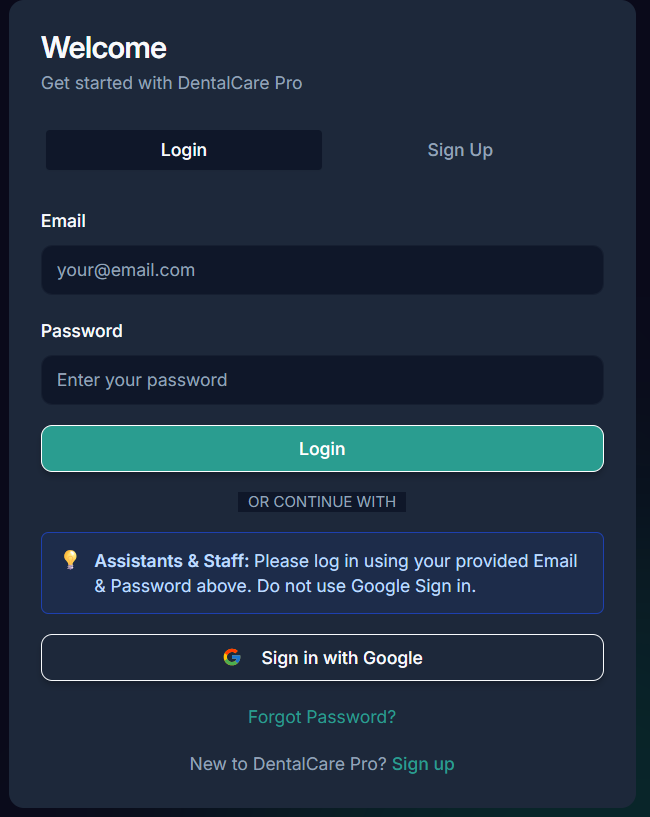 Welcome
Get started with DentalCare Pro
Login
Sign Up
Email
your@email.com
Password
Enter your password
Login
OR CONTINUE WITH
Assistants & Staff: Please log in using your provided Email
& Password above. Do not use Google Sign in.
Sign in with Google
Forgot Password?
New to DentalCare Pro? Sign up